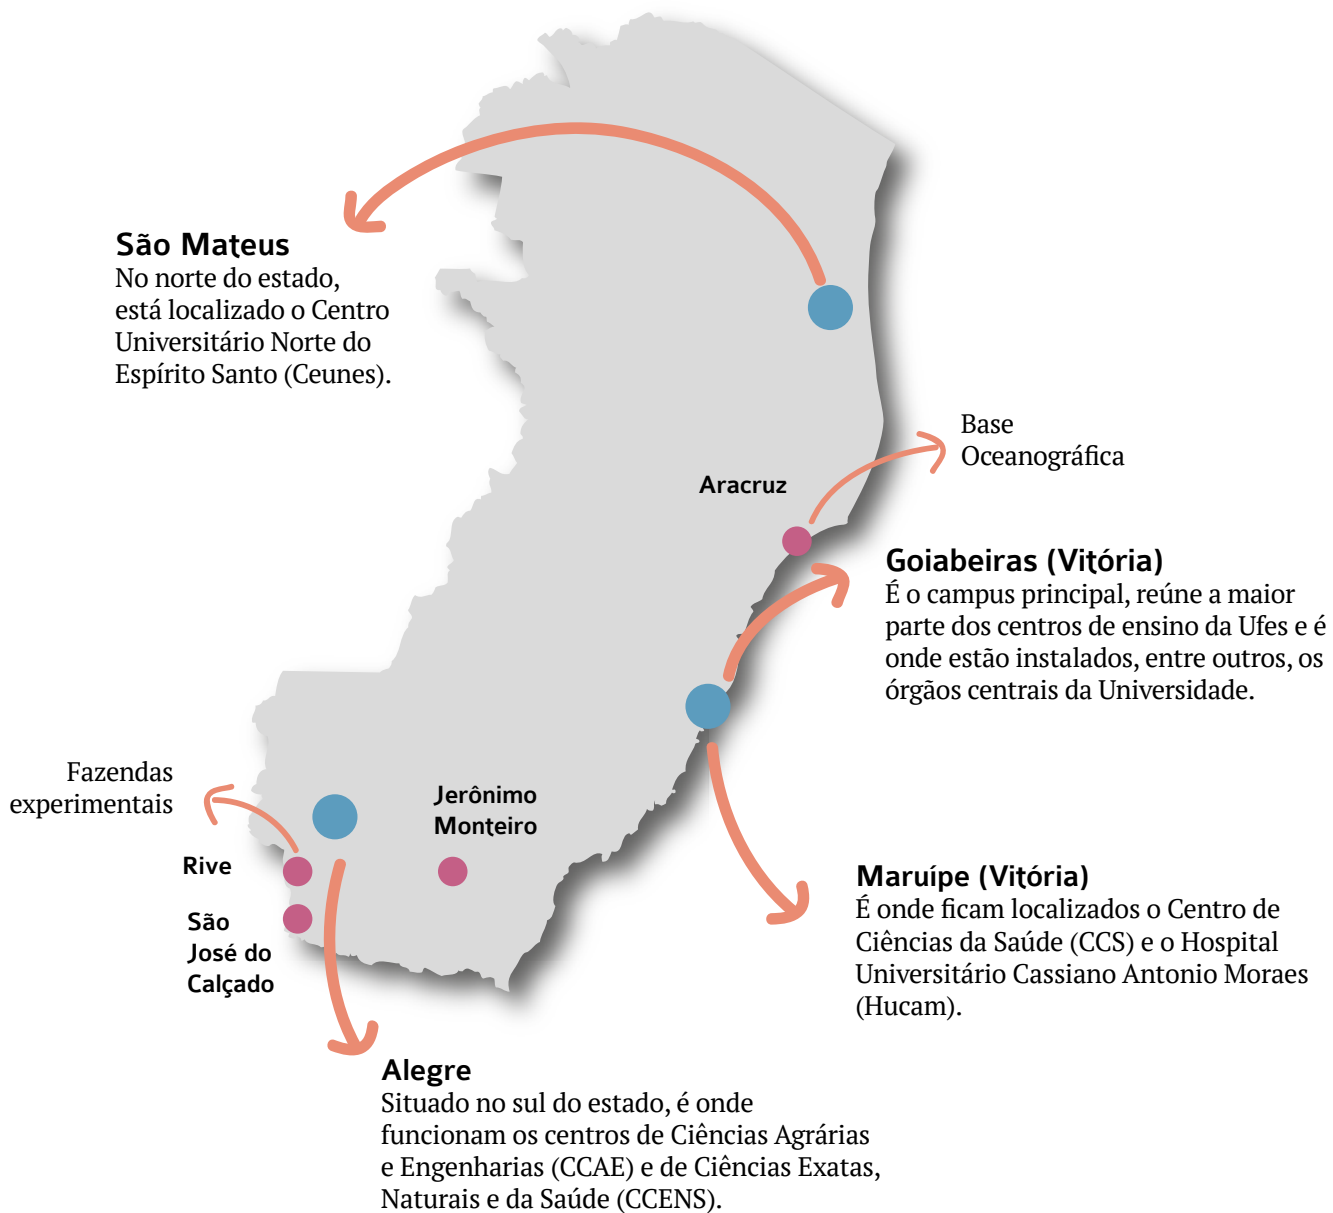 São Mateus
No norte do estado,
está localizado o Centro
Universitário Norte do
Espírito Santo (Ceunes).
Base
Oceanográfica
Aracruz
Goiabeiras (Vitória)
É o campus principal, reúne a maior
parte dos centros de ensino da Ufes e é
onde estão instalados, entre outros, os
órgãos centrais da Universidade.
Fazendas
experimentais
Jerônimo
Monteiro
Rive
São
José do
Calçado
Maruípe (Vitória)
É onde ficam localizados o Centro de
Ciências da Saúde (CCS) e o Hospital
Universitário Cassiano Antonio Moraes
(Hucam).
Alegre
Situado no sul do estado, é onde
funcionam os centros de Ciências Agrárias
e Engenharias (CCAE) e de Ciências Exatas,
Naturais e da Saúde (CCENS).